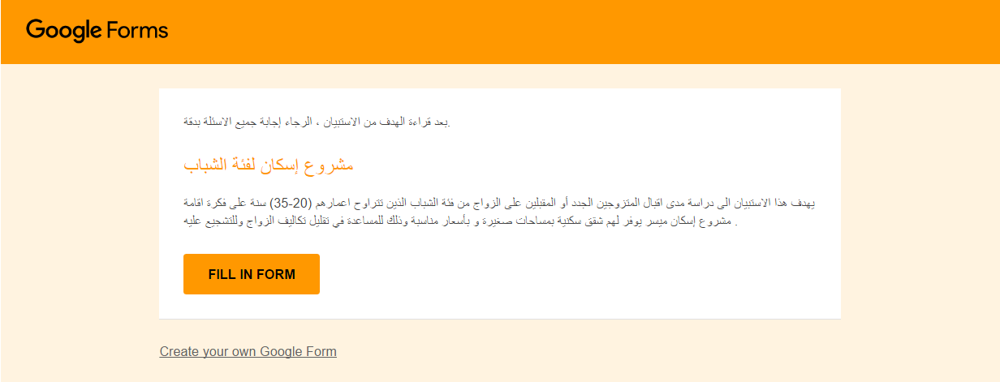 Google Forms
بعد قراءة الهدف من الاستبيان ، الرجاء إجابة جميع الاسئلة بدقة.
مشروع إسكان لفئة الشباب
يهدف هذا الاستبيان الى دراسة مدى اقبال المتزوجين الجدد أو المقبلين على الزواج من فئة الشباب الذين تتراوح اعمارهم (20-35) سنة على فكرة اقامة
مشروع إسكان ميسر يوفر لهم شقق سكنية بمساحات صغيرة و بأسعار مناسبة وذلك للمساعدة في تقليل تكاليف الزواج وللتشجيع عليه .
FILL IN FORM
Create your own Google Form